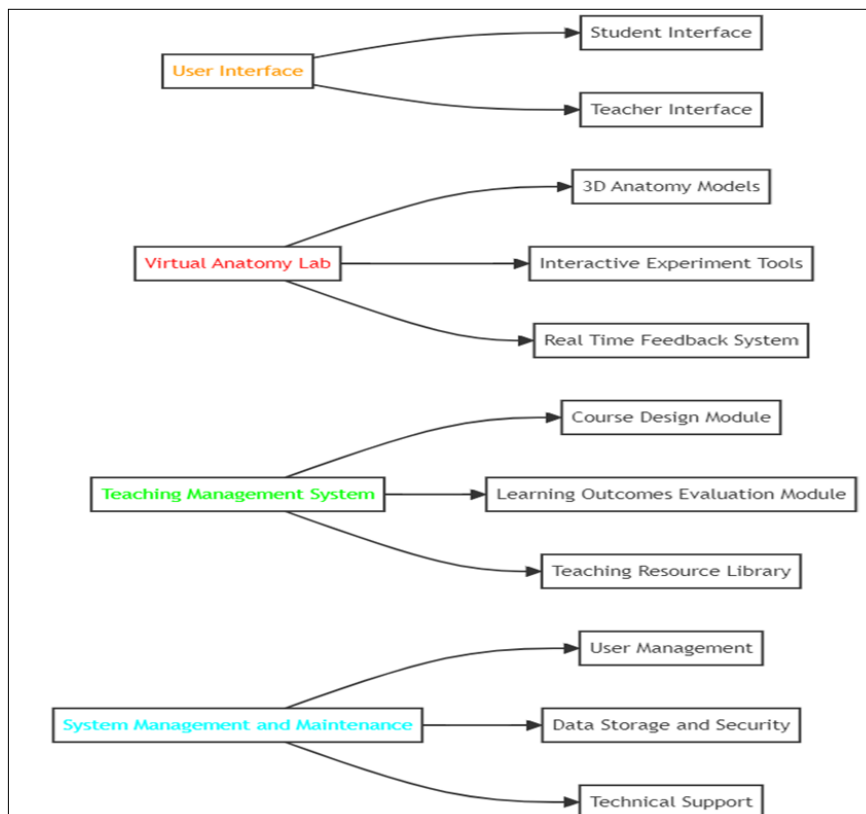 User Interface
Student Interface
Teacher Interface
Virtual Anatomy Lab
3D Anatomy Models
Interactive Experiment Tools
Real Time Feedback System
Teaching Management System
Course Design Module
Learning Outcomes Evaluation Module
Teaching Resource Library
System Management and Maintenance
User Management
Data Storage and Security
Technical Support